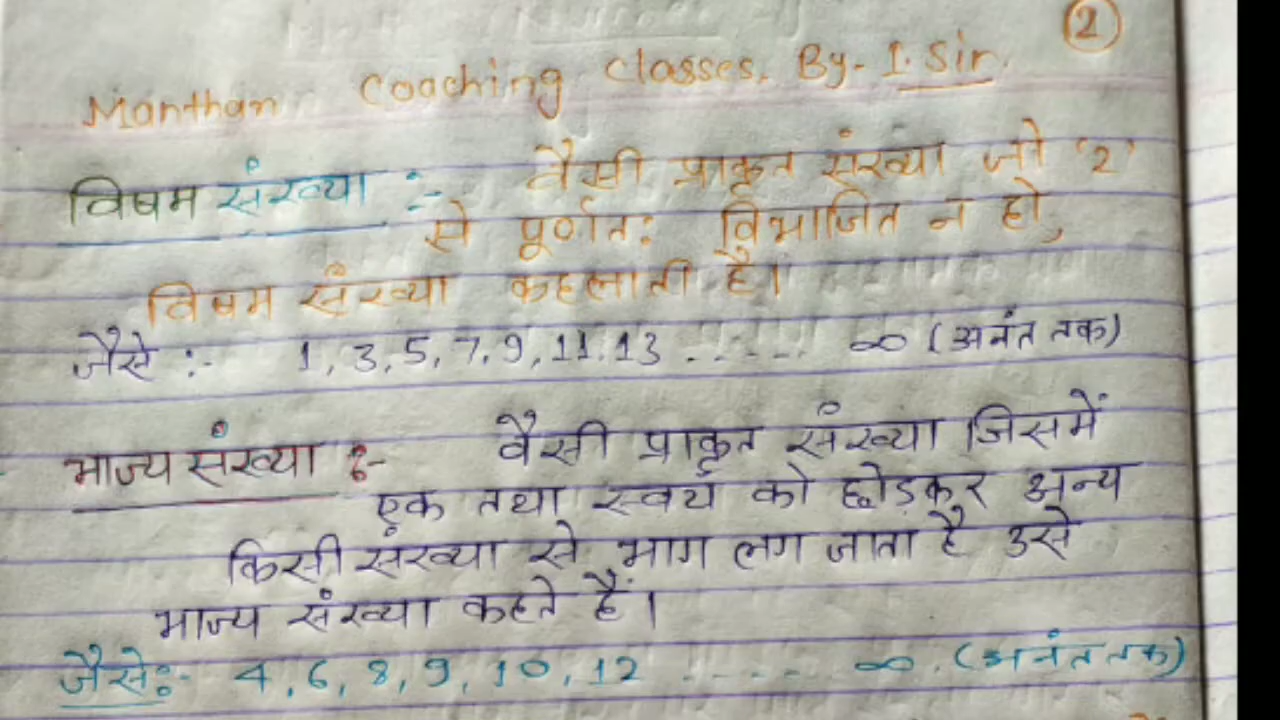 2
Manthan Coaching Classes. By- I. Sir.
विषम संख्या :- वैसी प्राकृत संख्या जो '2'
से पूर्णत: विभाजित न हो,
विषम संख्या कहलाती है।
जैसे :- 1, 3, 5, 7, 9, 11, 13 ...... ∞ (अनंत तक)
भाज्य संख्या :- वैसी प्राकृत संख्या जिसमें
एक तथा स्वयं को छोड़कर अन्य
किसी संख्या से भाग लग जाता है उसे
भाज्य संख्या कहते हैं।
जैसे:- 4, 6, 8, 9, 10, 12 ...... ∞ (अनंत तक)